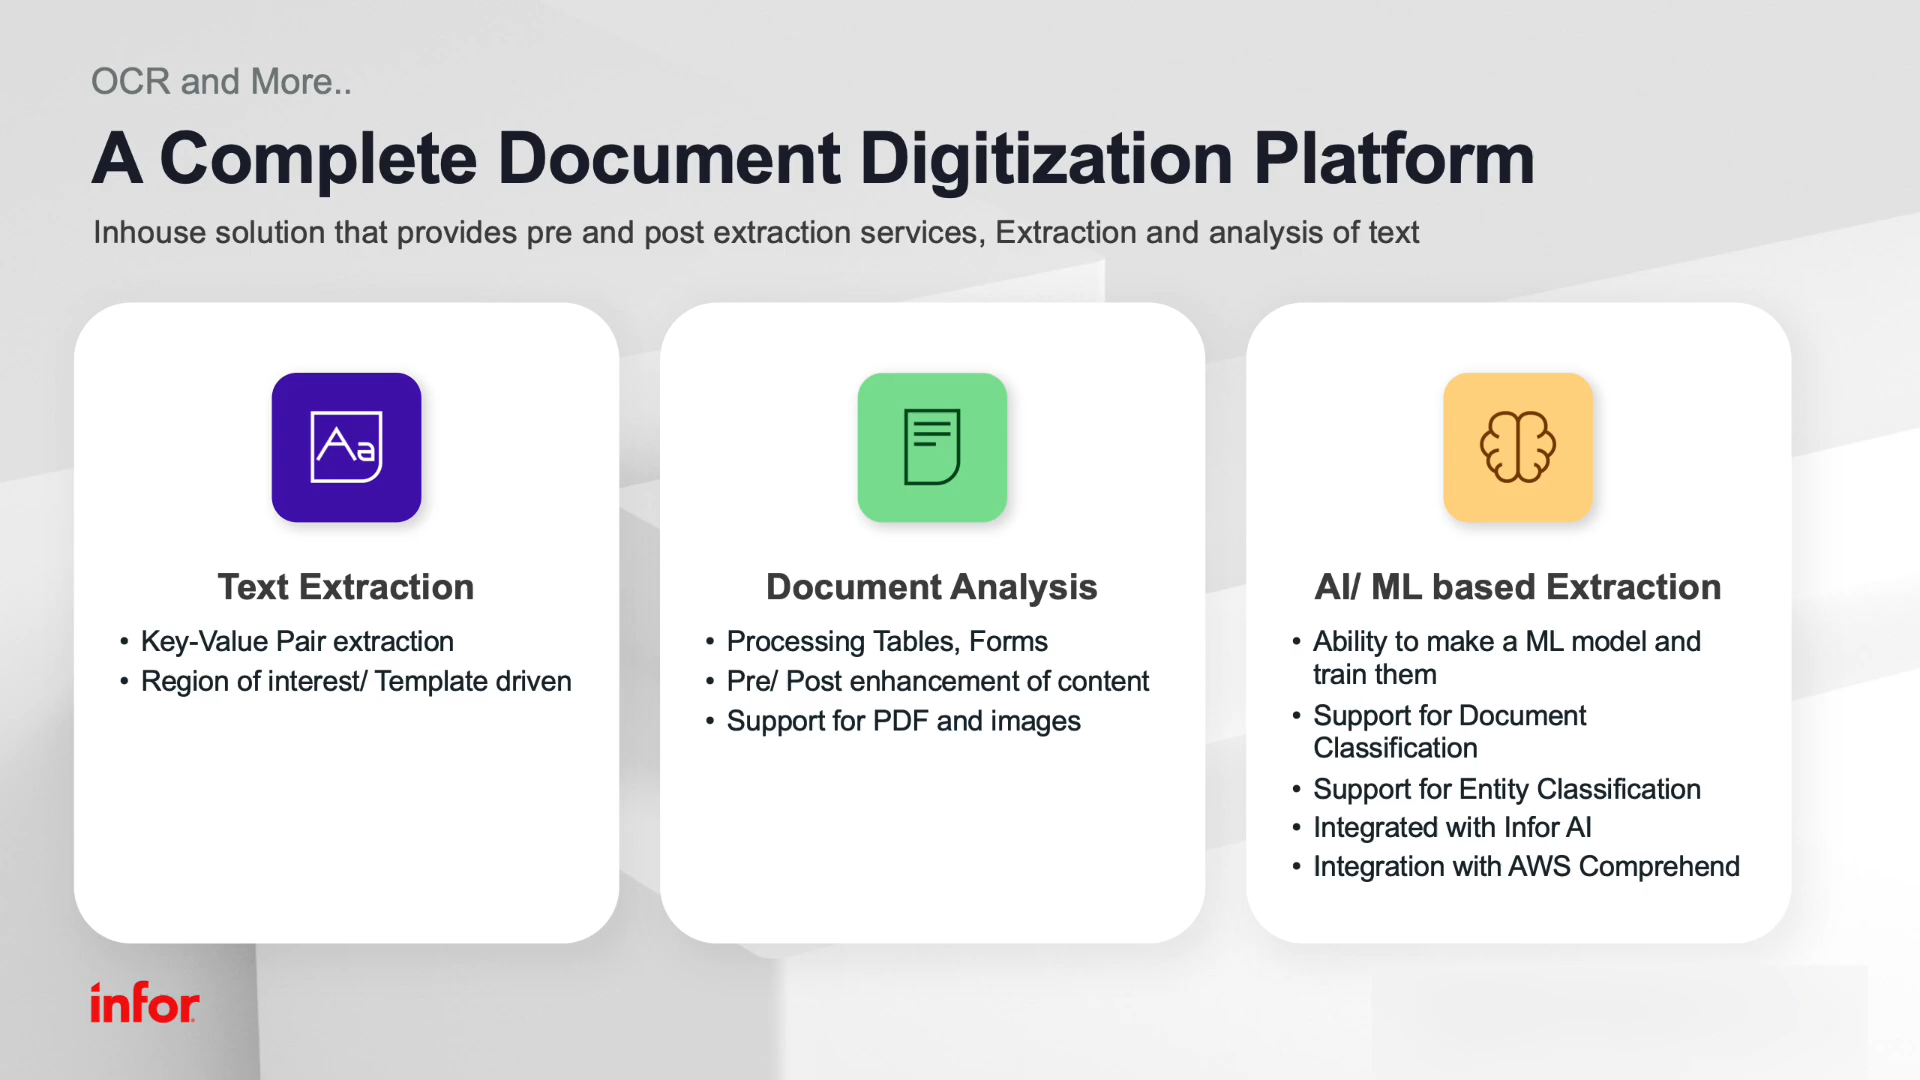 OCR and More..
A Complete Document Digitization Platform
Inhouse solution that provides pre and post extraction services, Extraction and analysis of text
Aa
Text Extraction
• Key-Value Pair extraction
• Region of interest/ Template driven
Document Analysis
• Processing Tables, Forms
• Pre/ Post enhancement of content
• Support for PDF and images
AI/ ML based Extraction
• Ability to make a ML model and
train them
• Support for Document
Classification
• Support for Entity Classification
• Integrated with Infor AI
• Integration with AWS Comprehend
infor